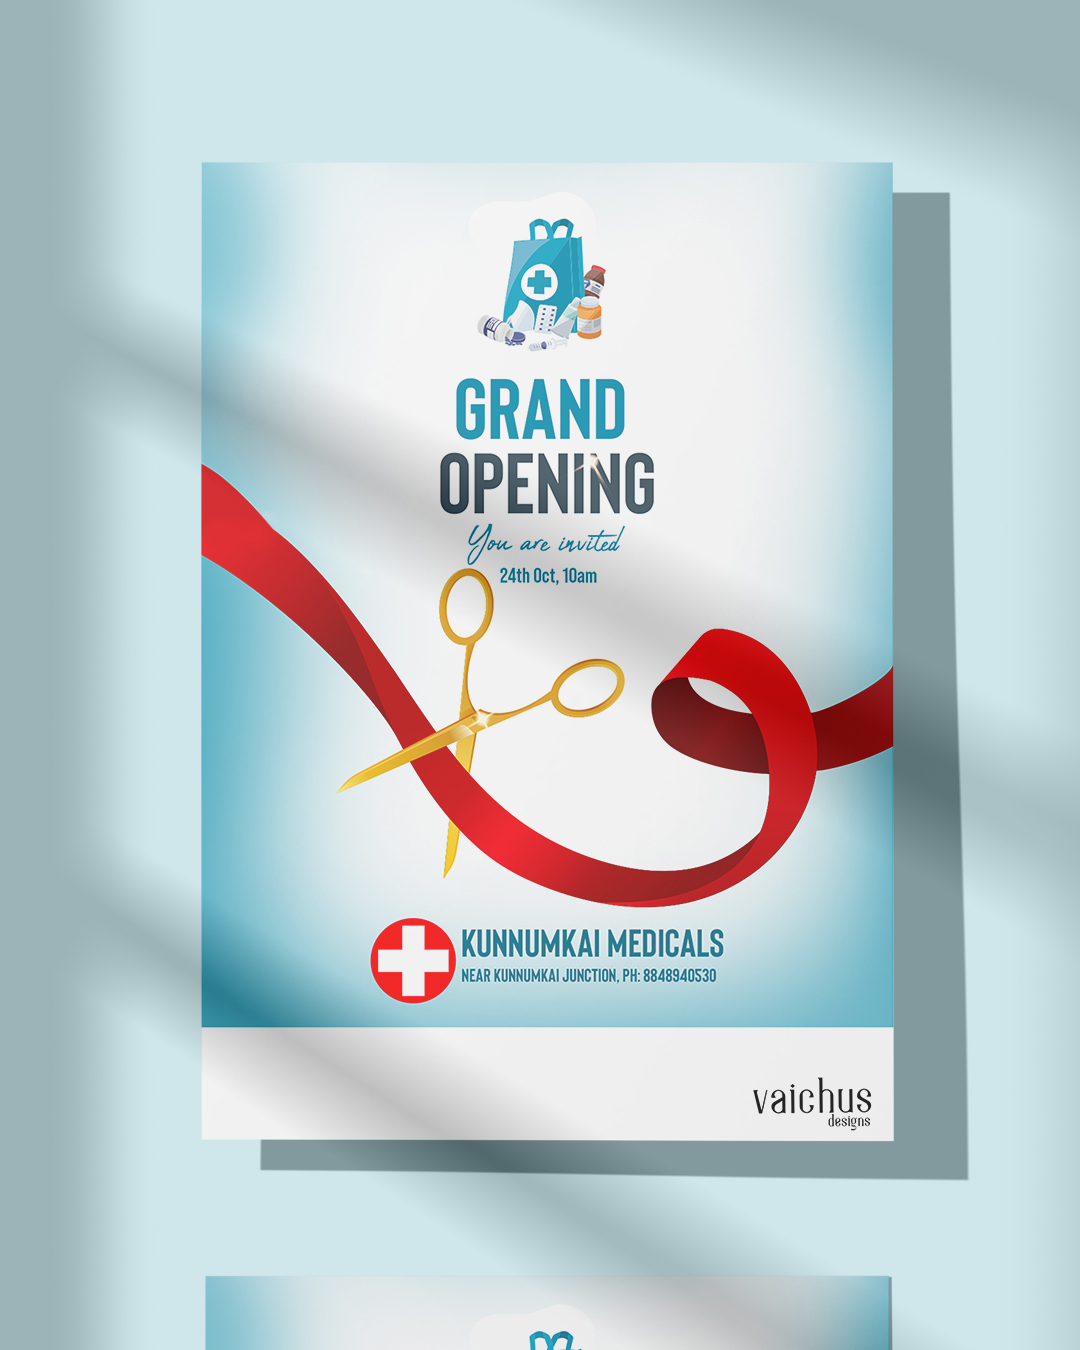 GRAND
OPENING
You are invited
24th Oct, 10am
KUNNUMKAI MEDICALS
NEAR KUNNUMKAI JUNCTION, PH: 8848940530
vaichus
designs